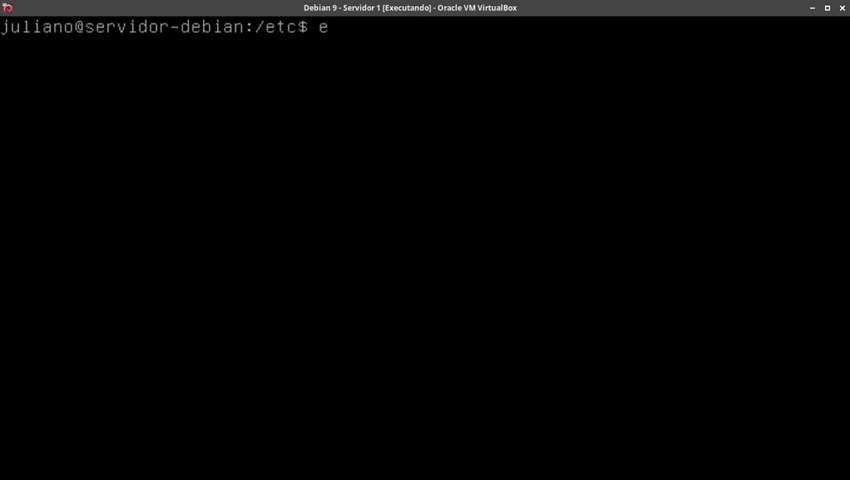 Debian 9 - Servidor 1 [Executando] - Oracle VM VirtualBox
juliano@servidor-debian:/etc$ e